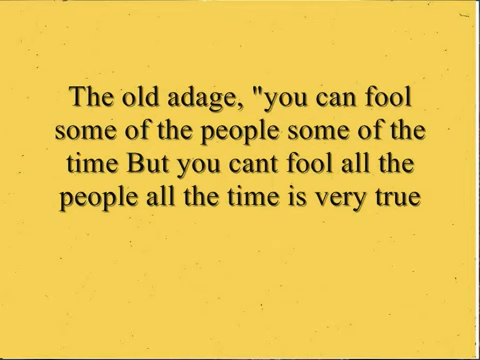 The old adage, "you can fool
some of the people some of the
time But you cant fool all the
people all the time is very true